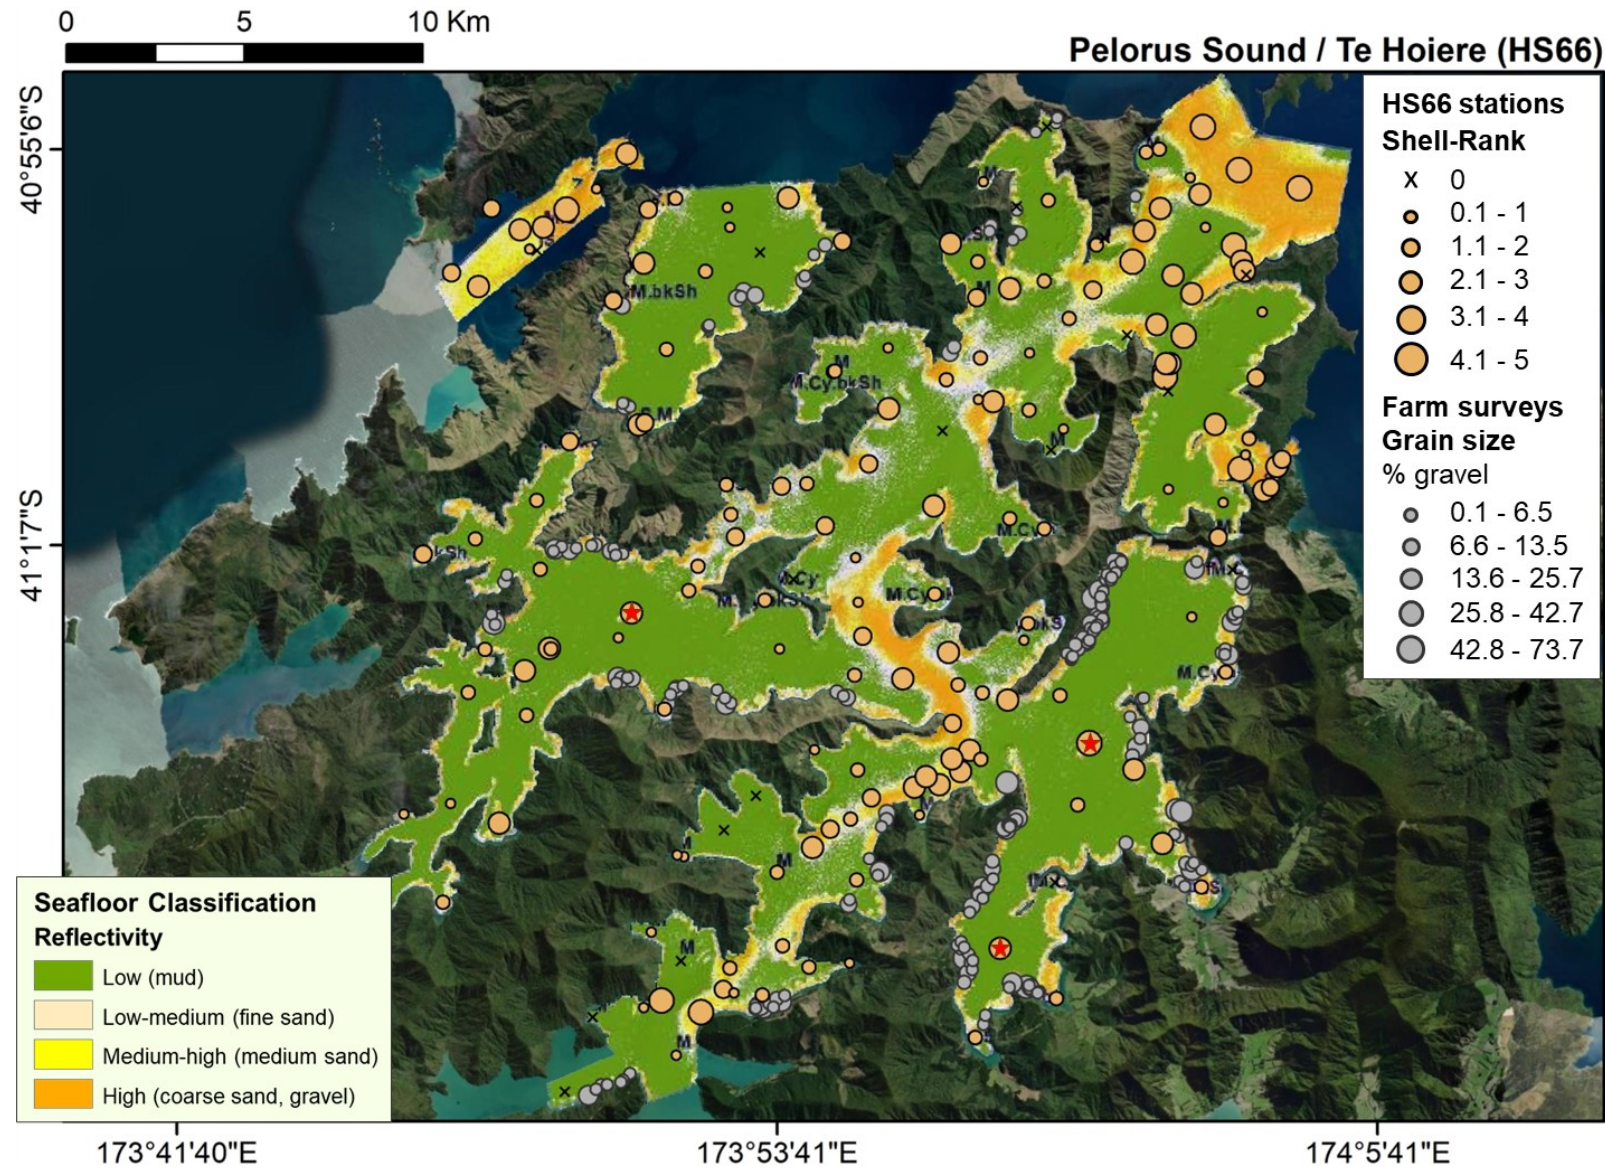 0 5 10 Km
Pelorus Sound / Te Hoiere (HS66)
40°55'6"S
41°1'7"S
173°41'40"E
173°53'41"E
174°5'41"E
HS66 stations
Shell-Rank
x 0
0.1 - 1
1.1 - 2
2.1 - 3
3.1 - 4
4.1 - 5
Farm surveys
Grain size
% gravel
0.1 - 6.5
6.6 - 13.5
13.6 - 25.7
25.8 - 42.7
42.8 - 73.7
M.bkSh
M
M.Cy.bkSh
S.M
M
M
M
M.Cy
M.Cy
M
M
M
M
Seafloor Classification
Reflectivity
Low (mud)
Low-medium (fine sand)
Medium-high (medium sand)
High (coarse sand, gravel)